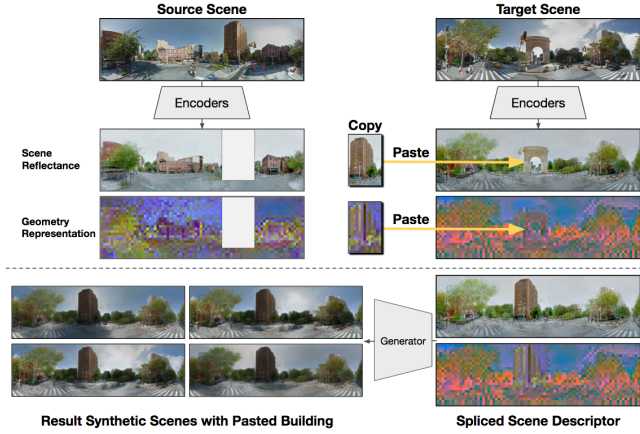 Source Scene
Target Scene
Encoders
Encoders
Copy
Scene
Reflectance
Paste
Geometry
Representation
Paste
Generator
Result Synthetic Scenes with Pasted Building
Spliced Scene Descriptor